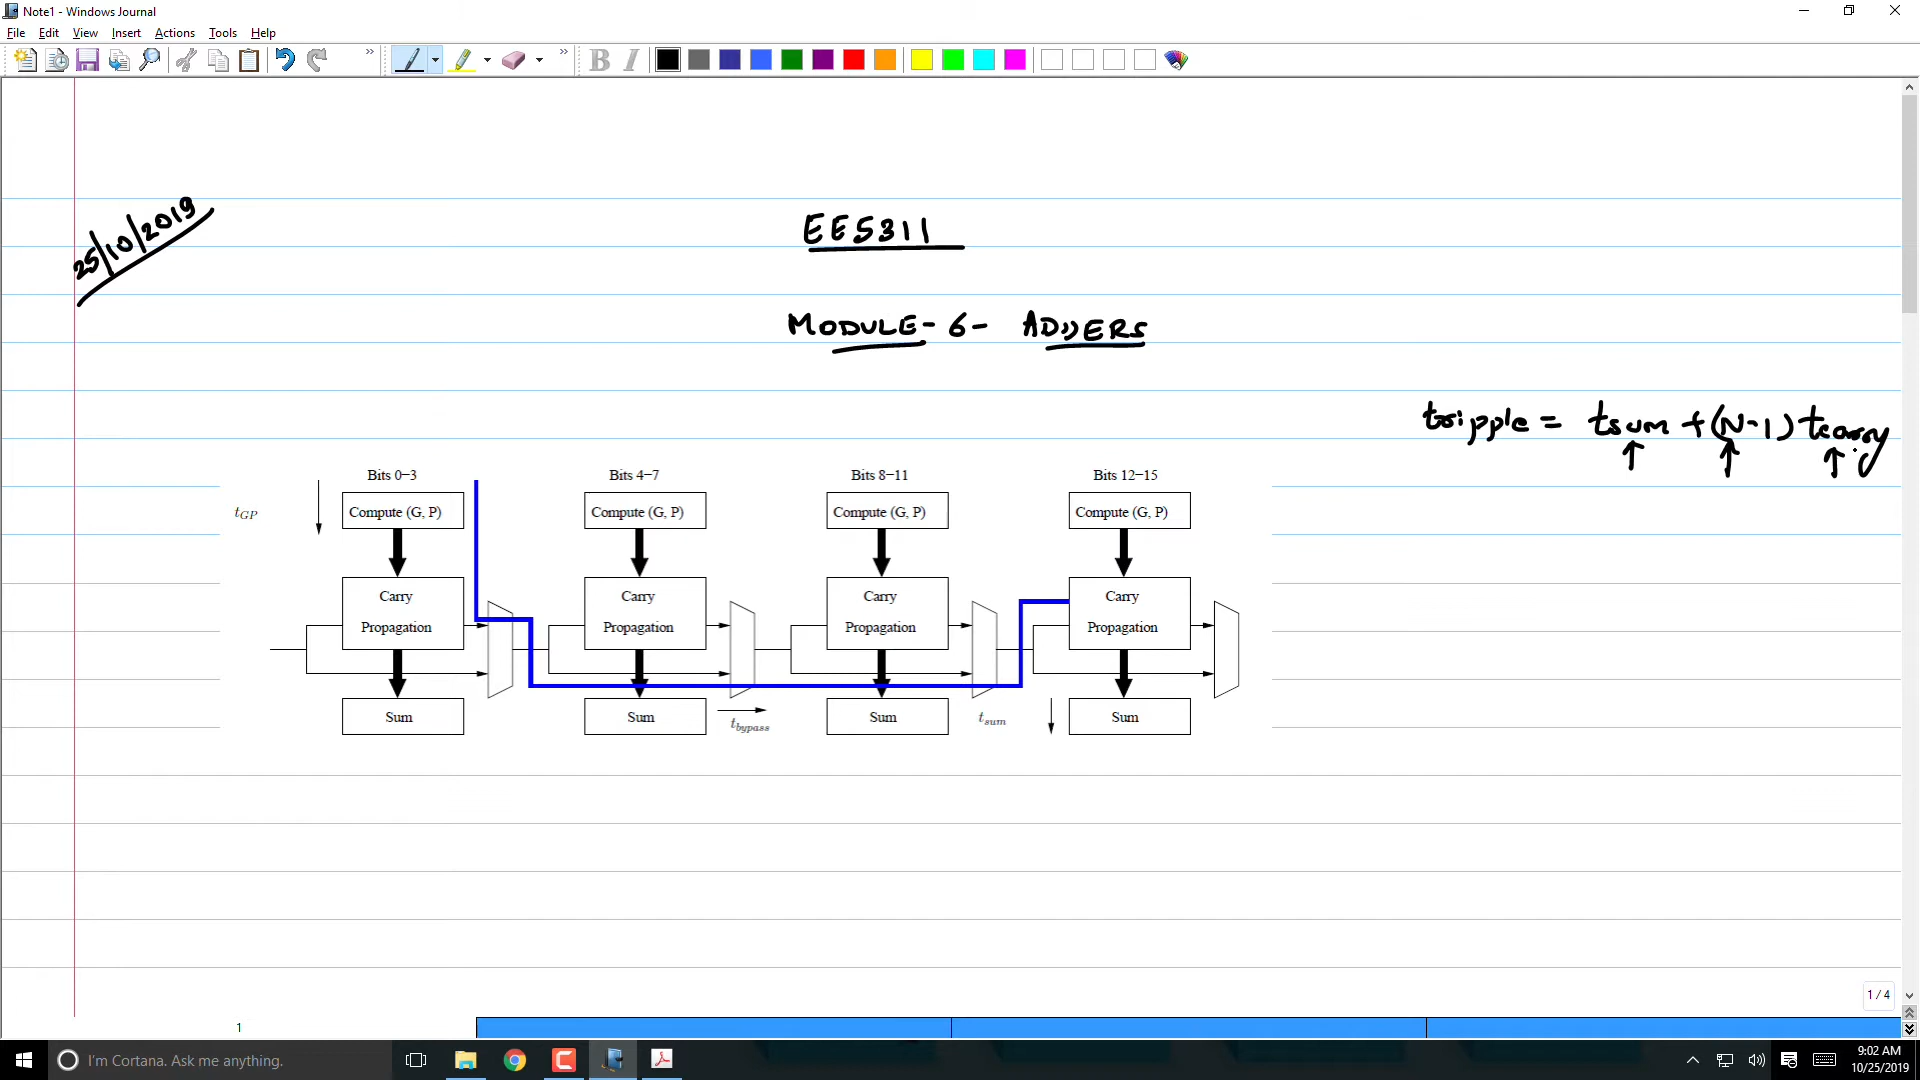 Note1 - Windows Journal
File Edit View Insert Actions Tools Help
B I
25/10/2019
EE5311
MODULE-6- ADDERS
tripple = tsum + (N-1) tcarry
Bits 0−3 Bits 4−7 Bits 8−11 Bits 12−15
tGP Compute (G, P) Compute (G, P) Compute (G, P) Compute (G, P)
Carry Carry Carry Carry
Propagation Propagation Propagation Propagation
Sum Sum Sum tsum Sum
tbypass
1 / 4
1
I'm Cortana. Ask me anything.
9:02 AM
10/25/2019